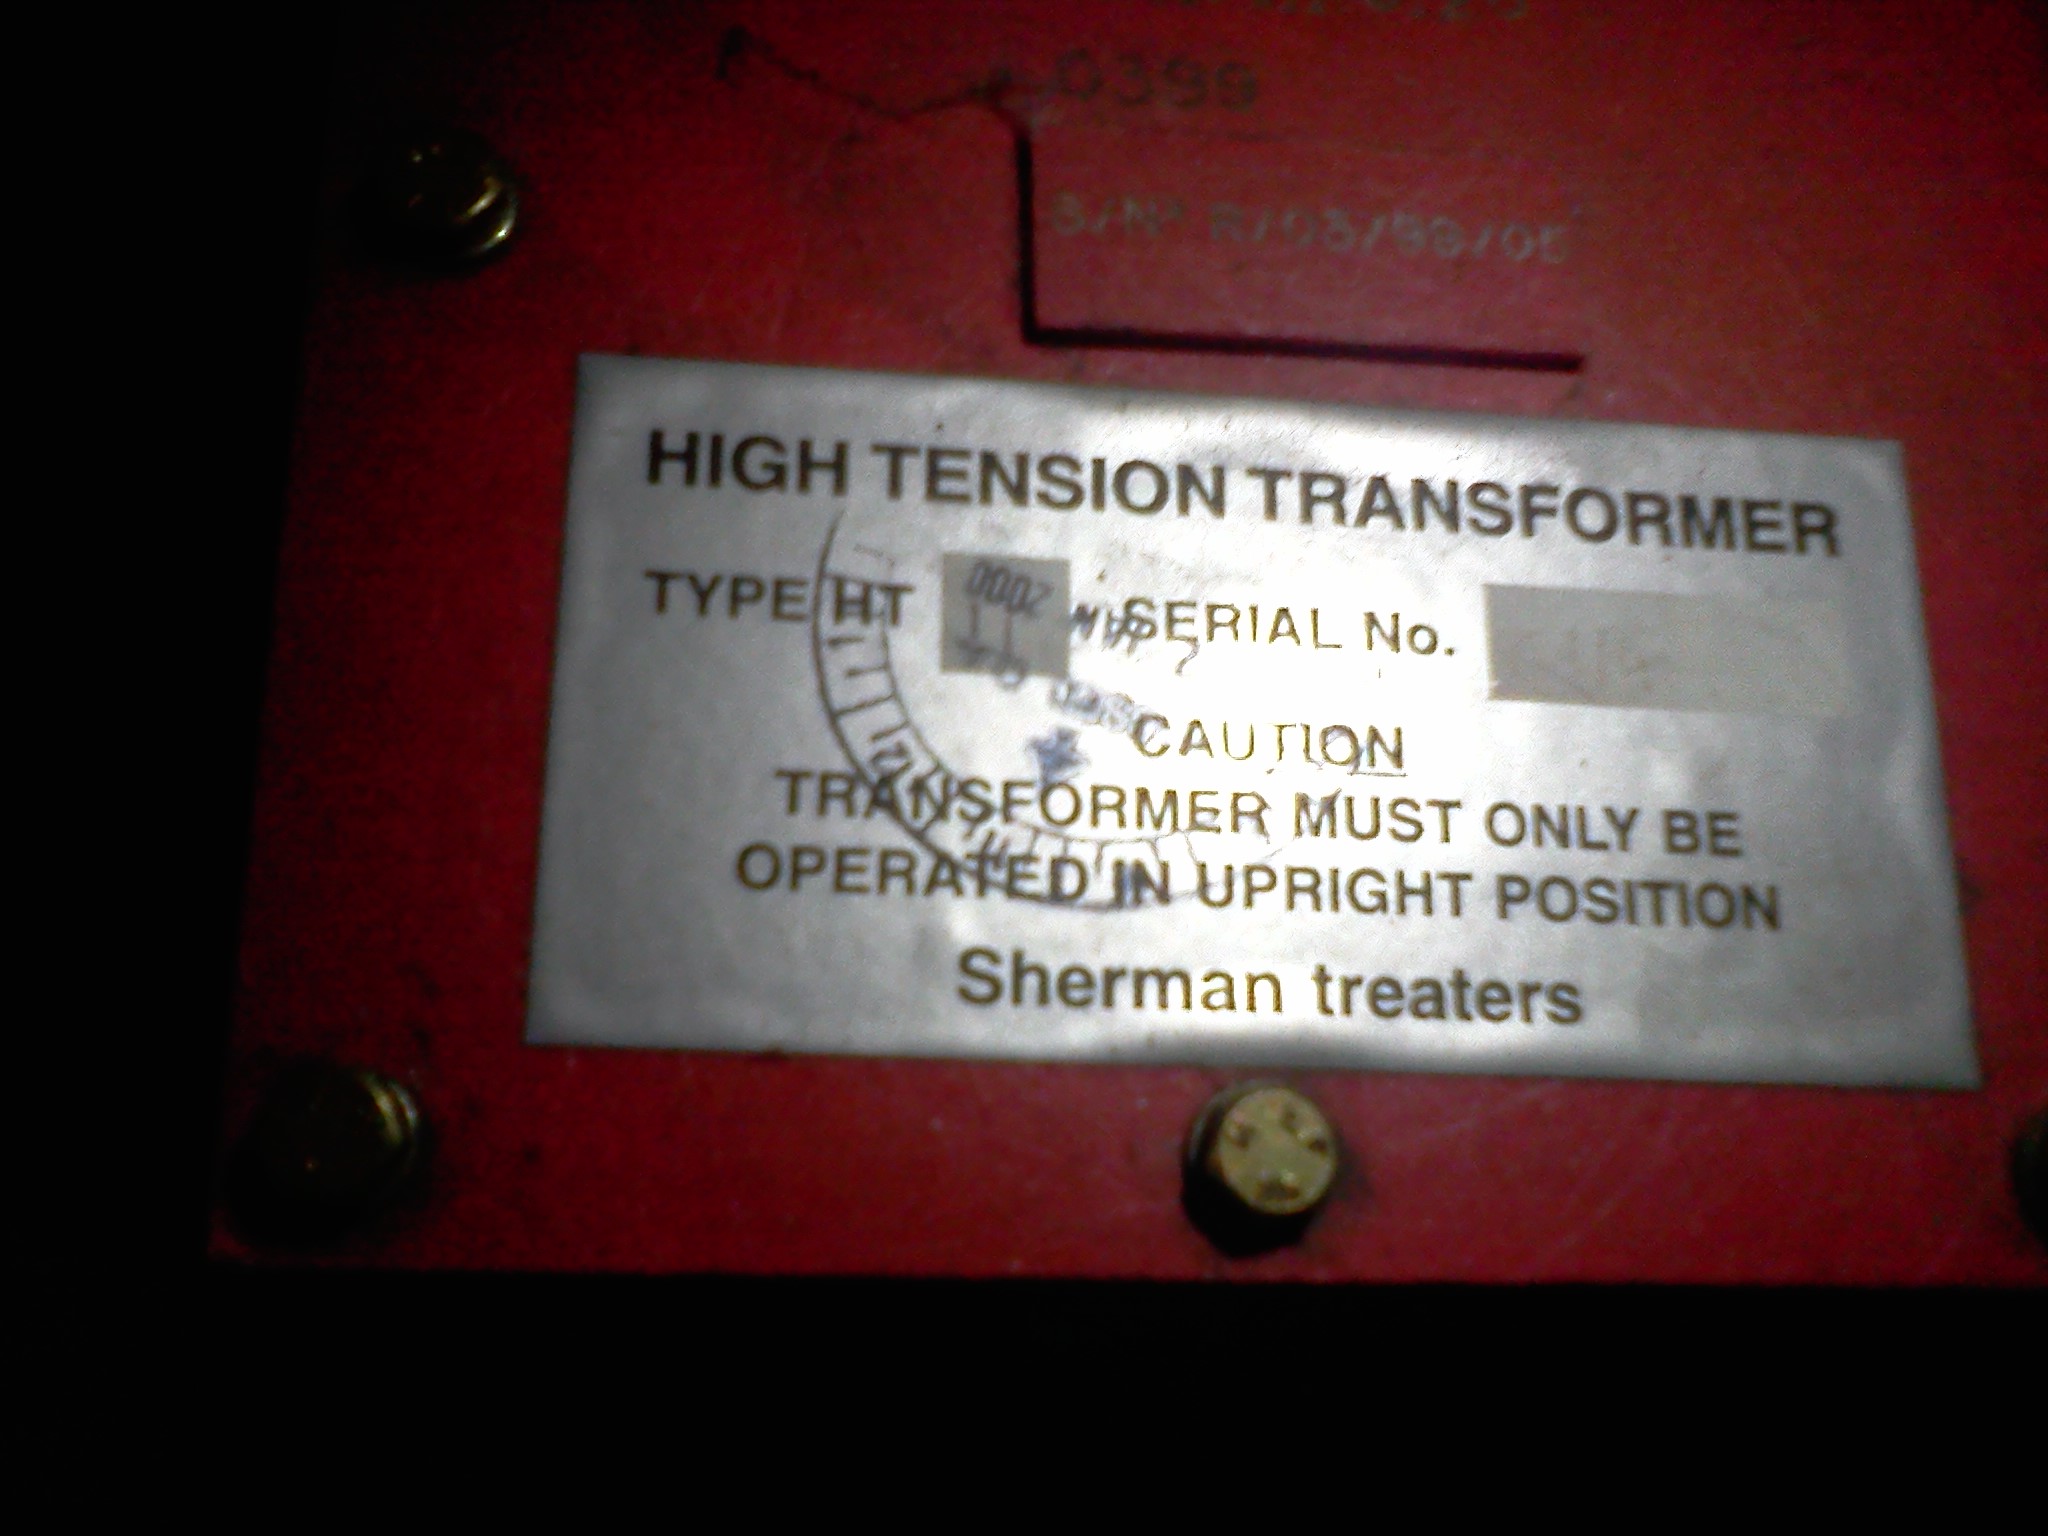 0399
HIGH TENSION TRANSFORMER
TYPE HT SERIAL No.
CAUTION
TRANSFORMER MUST ONLY BE
OPERATED IN UPRIGHT POSITION
Sherman treaters